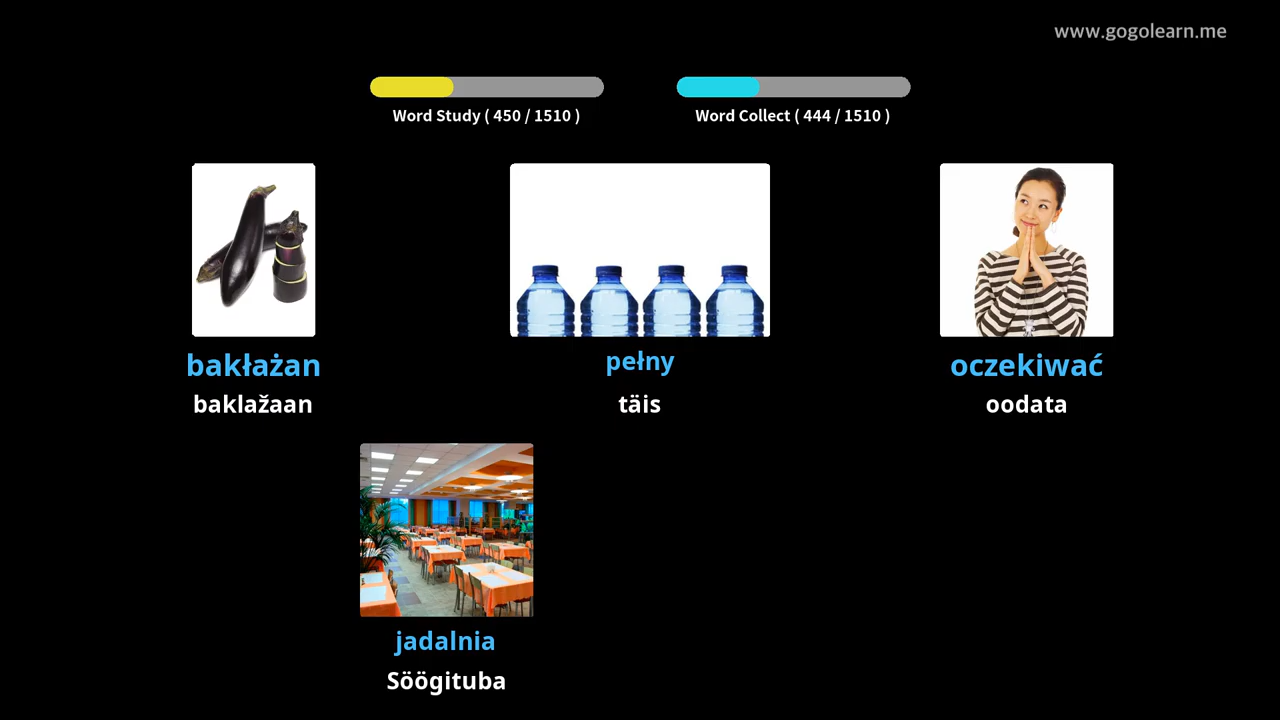 www.gogolearn.me
Word Study ( 450 / 1510 )
Word Collect ( 444 / 1510 )
bakłażan
pełny
oczekiwać
baklažaan
täis
oodata
jadalnia
Söögituba